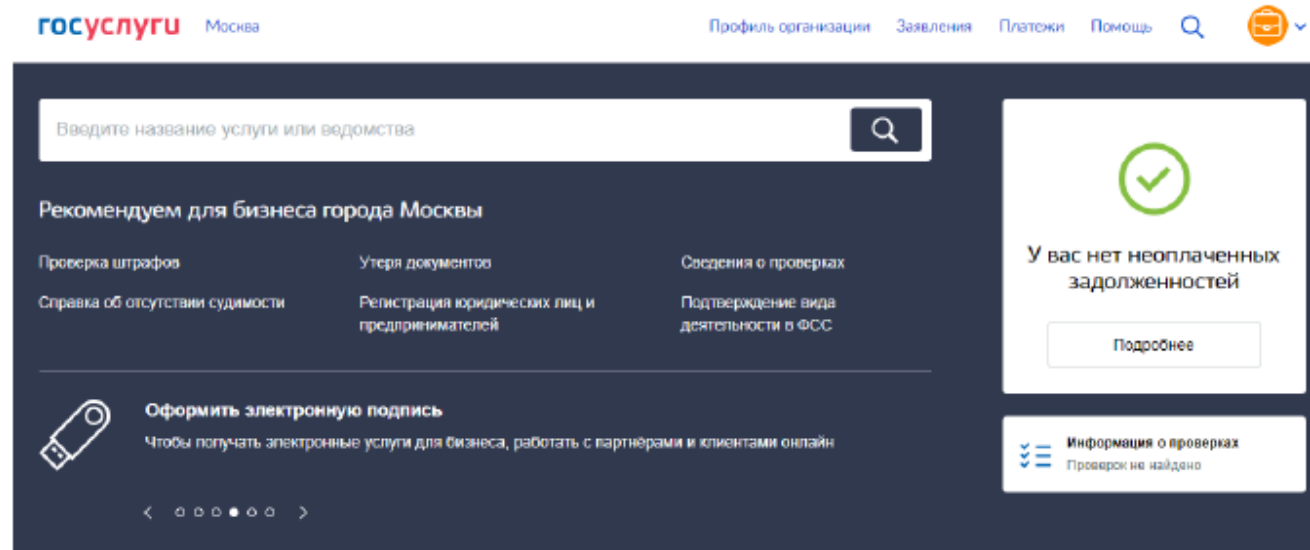 госуслуги Москва Профиль организации Заявления Платежи Помощь
Введите название услуги или ведомства
Рекомендуем для бизнеса города Москвы
Проверка штрафов Утеря документов Сведения о проверках
Справка об отсутствии судимости Регистрация юридических лиц и предпринимателей Подтверждение вида деятельности в ФСС
Оформить электронную подпись
Чтобы получать электронные услуги для бизнеса, работать с партнёрами и клиентами онлайн
У вас нет неоплаченных
задолженностей
Подробнее
Информация о проверках
Проверок не найдено